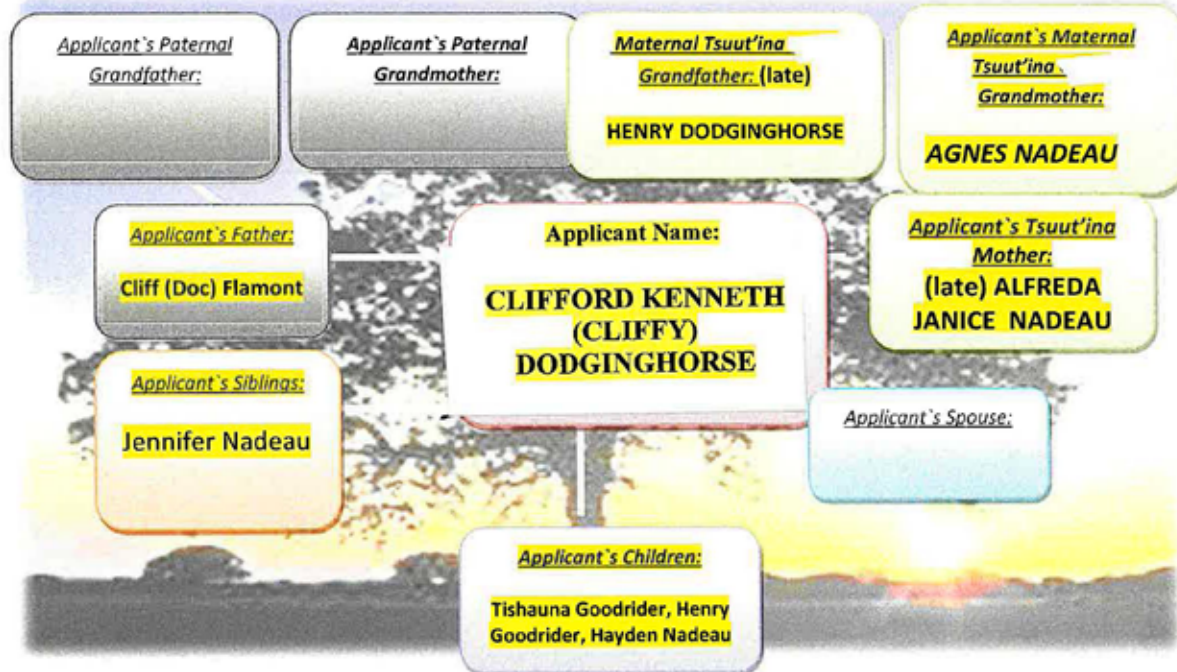 Applicant`s Paternal
Grandfather:
Applicant`s Paternal
Grandmother:
Maternal Tsuut’ina
Grandfather: (late)
HENRY DODGINGHORSE
Applicant`s Maternal
Tsuut’ina
Grandmother:
AGNES NADEAU
Applicant`s Father:
Cliff (Doc) Flamont
Applicant Name:
CLIFFORD KENNETH
(CLIFFY)
DODGINGHORSE
Applicant`s Tsuut’ina
Mother:
(late) ALFREDA
JANICE NADEAU
Applicant`s Siblings:
Jennifer Nadeau
Applicant`s Spouse:
Applicant`s Children:
Tishauna Goodrider, Henry
Goodrider, Hayden Nadeau